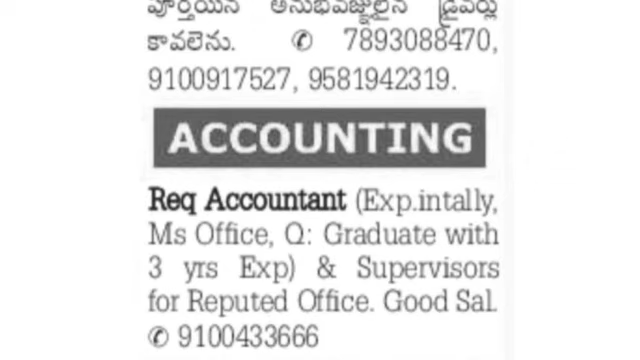 పూర్తయిన అనుభవజ్ఞులైన డ్రైవర్లు
కావలెను. ✆ 7893088470,
9100917527, 9581942319.
ACCOUNTING
Req Accountant (Exp.intally,
Ms Office, Q: Graduate with
3 yrs Exp) & Supervisors
for Reputed Office. Good Sal.
✆ 9100433666